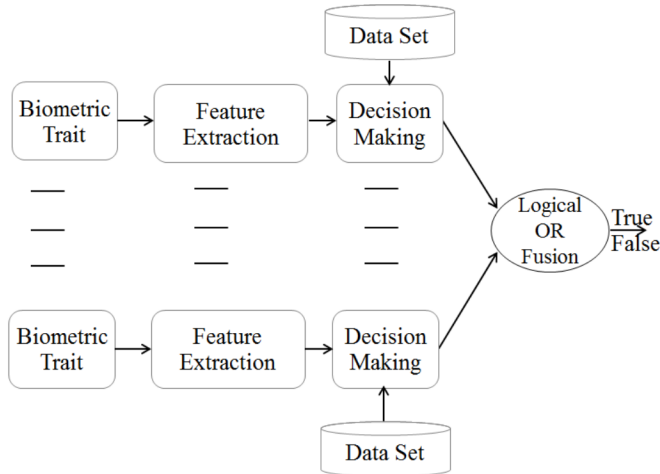 Data Set
Biometric
Trait
Feature
Extraction
Decision
Making
Logical
OR
Fusion
True
False
Biometric
Trait
Feature
Extraction
Decision
Making
Data Set